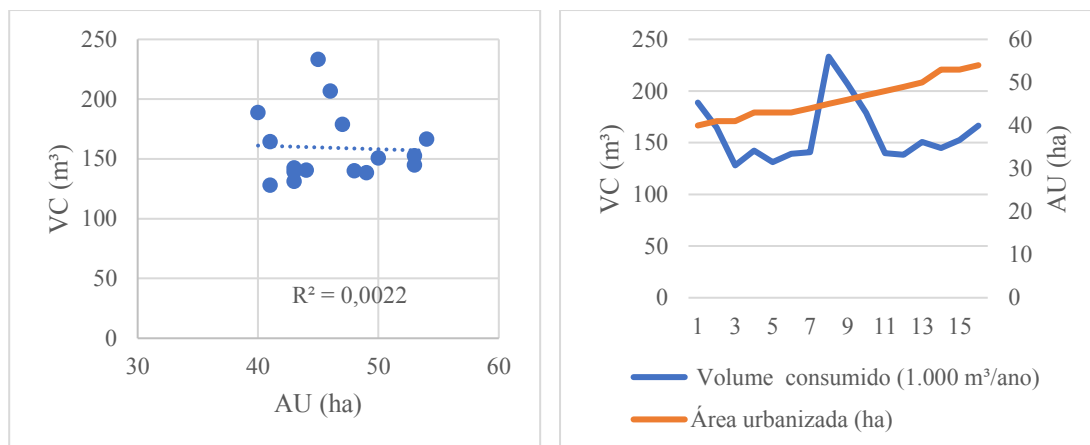 250
200
150
100
50
0
VC (m³)
R² = 0,0022
30 40 50 60
AU (ha)
250
200
150
100
50
0
VC (m³)
60
50
40
30
20
10
0
AU (ha)
1 3 5 7 9 11 13 15
Volume consumido (1.000 m³/ano)
Área urbanizada (ha)